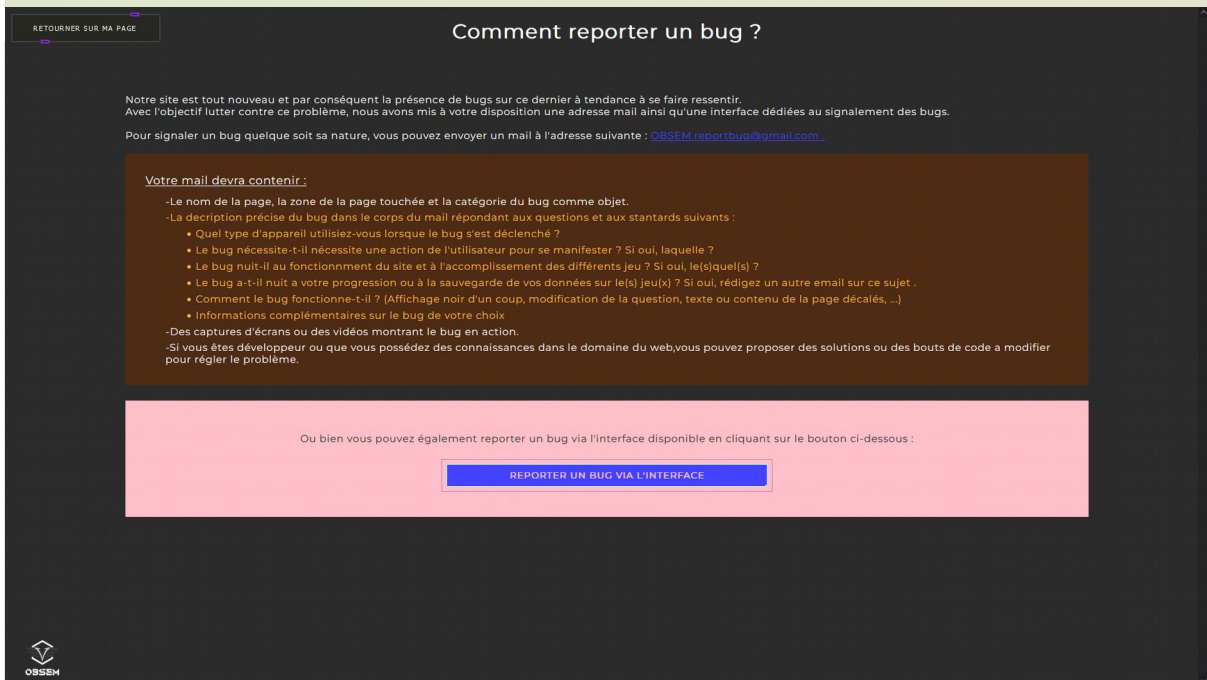 RETOURNER SUR MA PAGE
Comment reporter un bug ?
Notre site est tout nouveau et par conséquent la présence de bugs sur ce dernier à tendance à se faire ressentir.
Avec l'objectif lutter contre ce problème, nous avons mis à votre disposition une adresse mail ainsi qu'une interface dédiées au signalement des bugs.
Pour signaler un bug quelque soit sa nature, vous pouvez envoyer un mail à l'adresse suivante : OBSEM.reportbug@gmail.com .
Votre mail devra contenir :
-Le nom de la page, la zone de la page touchée et la catégorie du bug comme objet.
-La decription précise du bug dans le corps du mail répondant aux questions et aux stantards suivants :
• Quel type d'appareil utilisiez-vous lorsque le bug s'est déclenché ?
• Le bug nécessite-t-il nécessite une action de l'utilisateur pour se manifester ? Si oui, laquelle ?
• Le bug nuit-il au fonctionnment du site et à l'accomplissement des différents jeu ? Si oui, le(s)quel(s) ?
• Le bug a-t-il nuit a votre progression ou à la sauvegarde de vos données sur le(s) jeu(x) ? Si oui, rédigez un autre email sur ce sujet .
• Comment le bug fonctionne-t-il ? (Affichage noir d'un coup, modification de la question, texte ou contenu de la page décalés, ...)
• Informations complémentaires sur le bug de votre choix
-Des captures d'écrans ou des vidéos montrant le bug en action.
-Si vous êtes développeur ou que vous possédez des connaissances dans le domaine du web,vous pouvez proposer des solutions ou des bouts de code a modifier
pour régler le problème.
Ou bien vous pouvez également reporter un bug via l'interface disponible en cliquant sur le bouton ci-dessous :
REPORTER UN BUG VIA L'INTERFACE
OBSEM